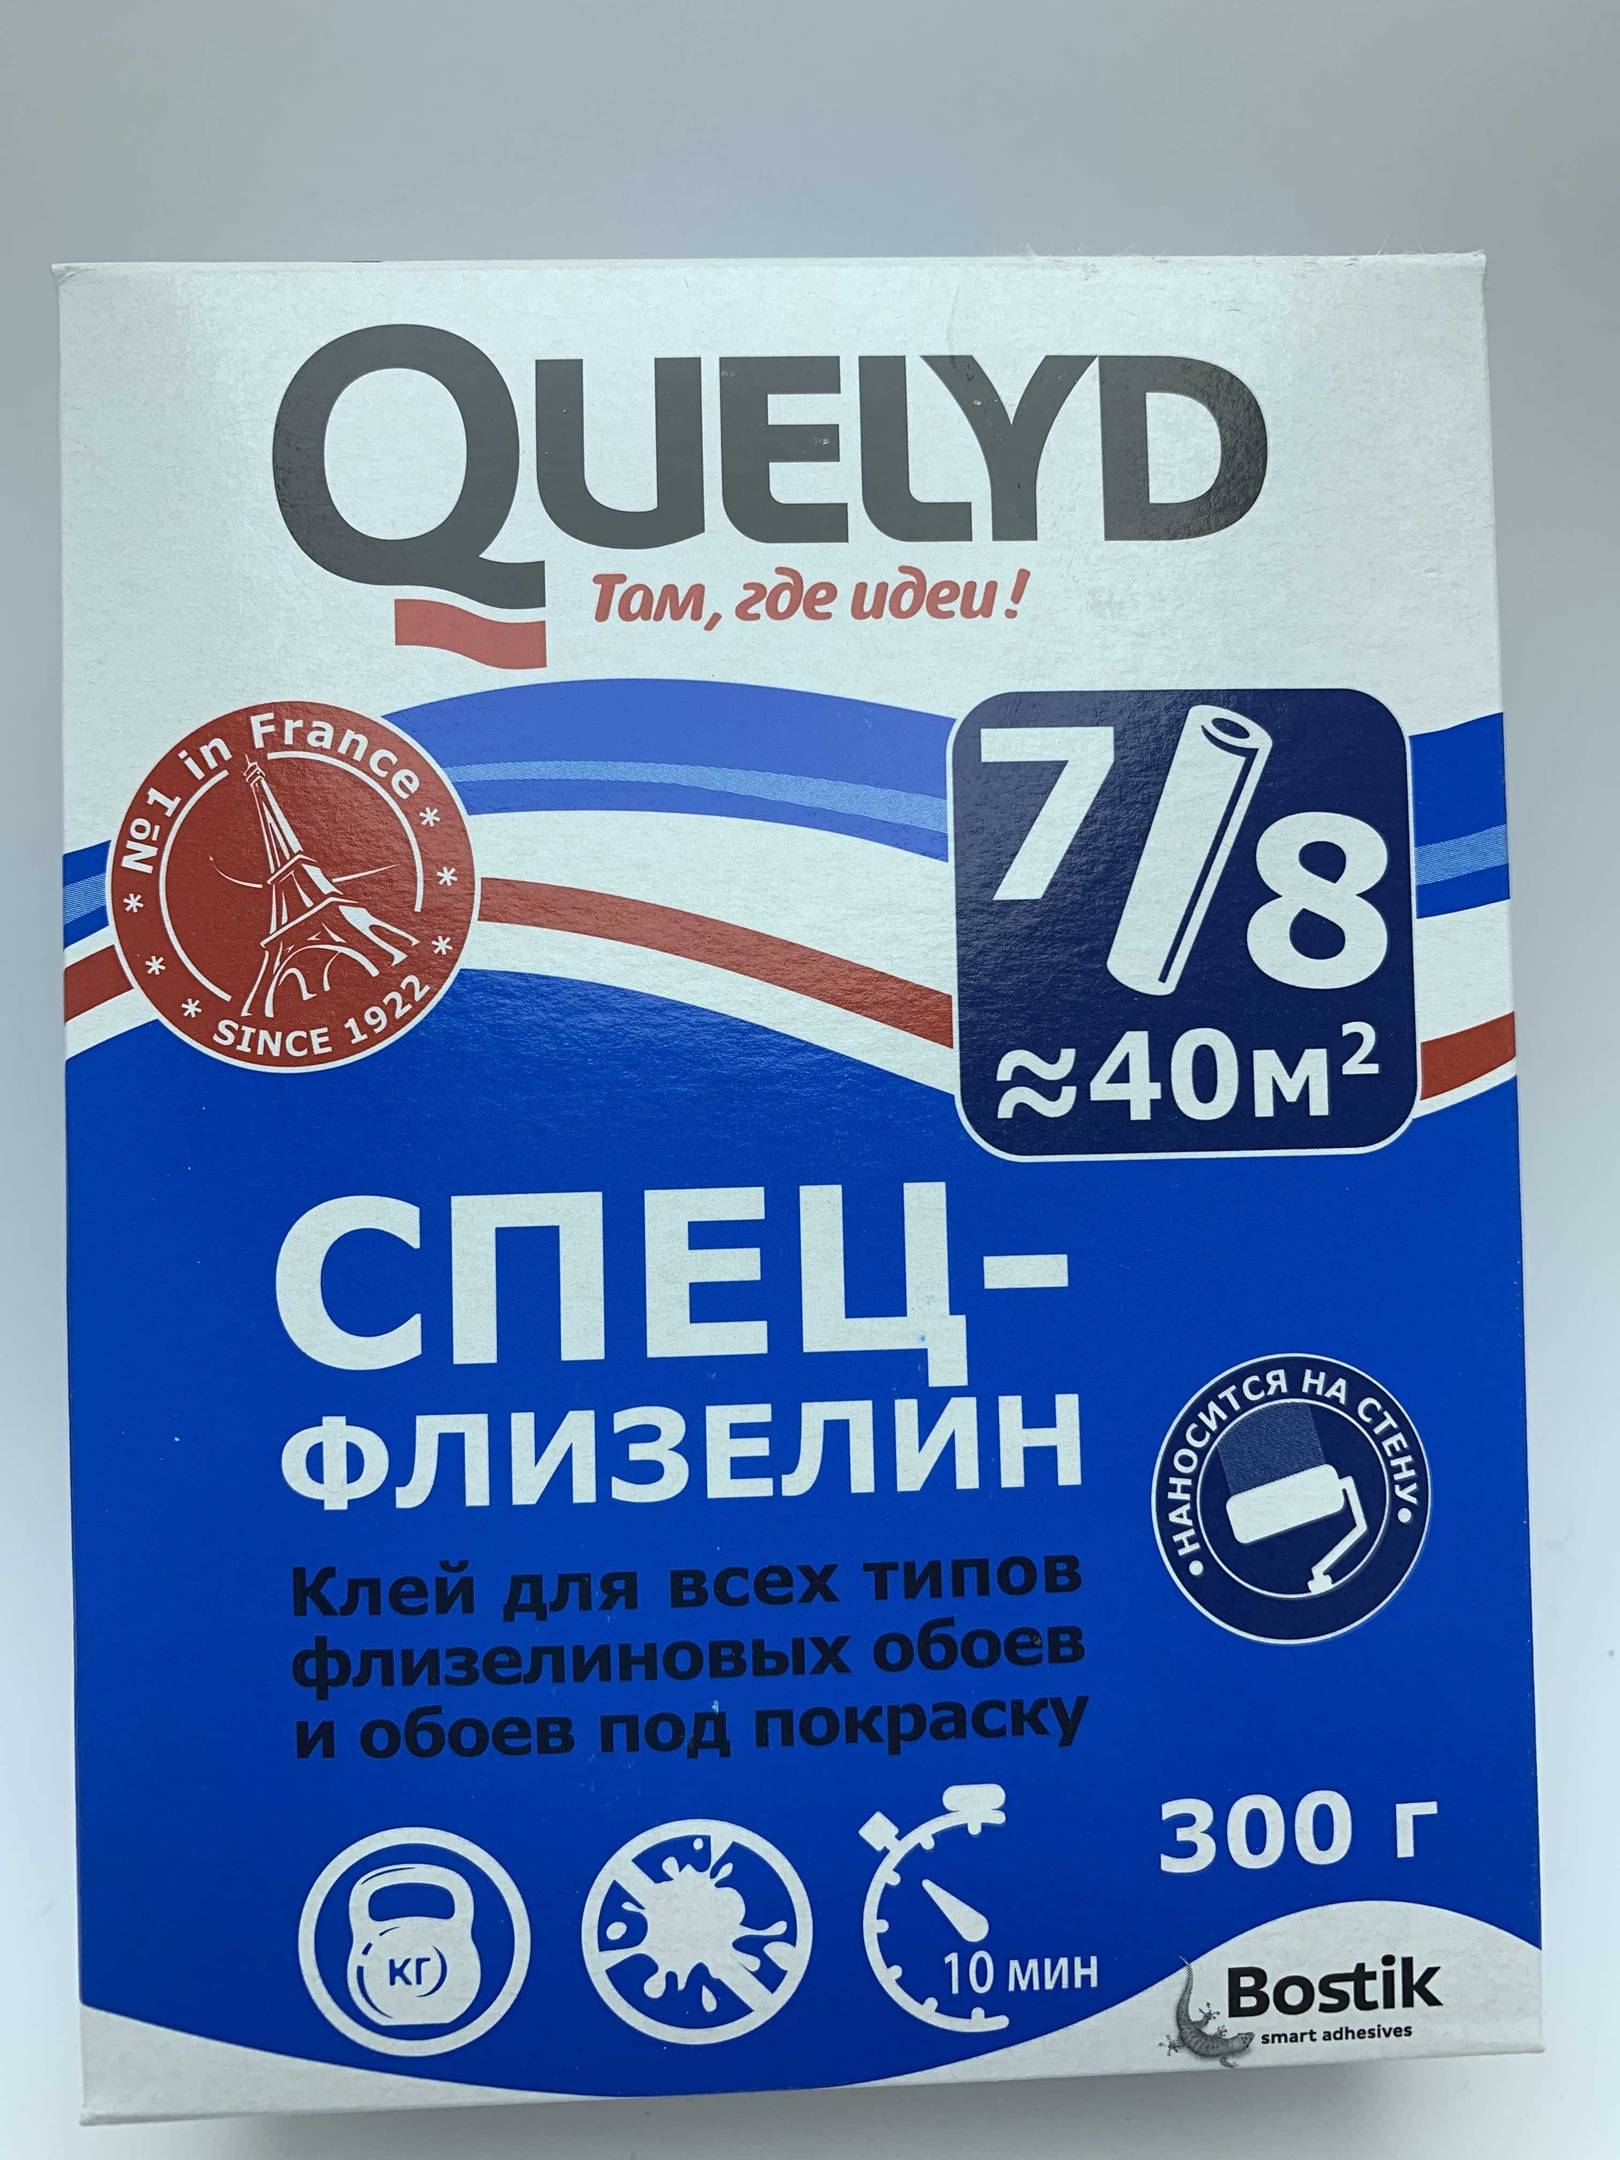 QUELYD
Там, где идеи!
№1 in France
SINCE 1922
7/8
≈40м²
СПЕЦ-
ФЛИЗЕЛИН
НАНОСИТСЯ НА СТЕНУ
Клей для всех типов
флизелиновых обоев
и обоев под покраску
300 г
кг
10 мин
Bostik
smart adhesives